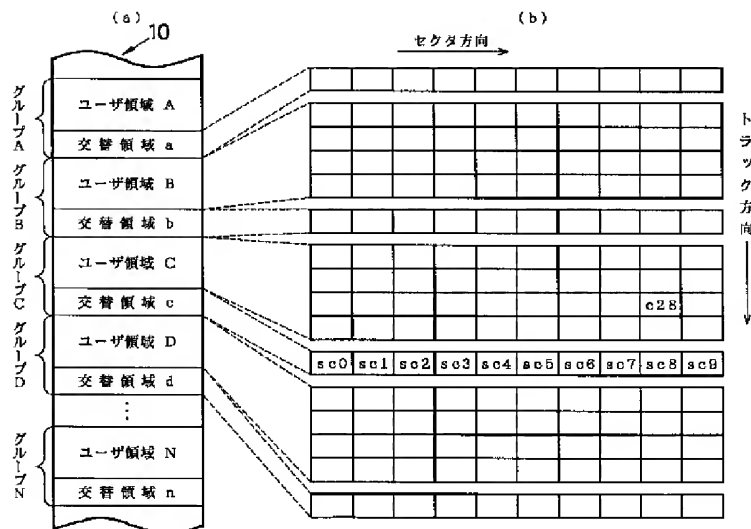 (a)
10
グループA
ユーザ領域 A
交替領域 a
グループB
ユーザ領域 B
交替領域 b
グループC
ユーザ領域 C
交替領域 c
グループD
ユーザ領域 D
交替領域 d
⋮
グループN
ユーザ領域 N
交替領域 n
(b)
セクタ方向
トラック方向
c28
sc0 sc1 sc2 sc3 sc4 sc5 sc6 sc7 sc8 sc9